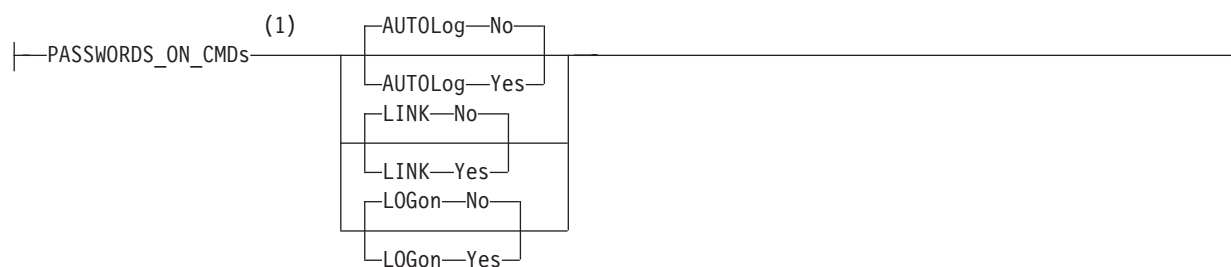 (1)
AUTOLog No
PASSWORDS_ON_CMDs
AUTOLog Yes
LINK No
LINK Yes
LOGon No
LOGon Yes